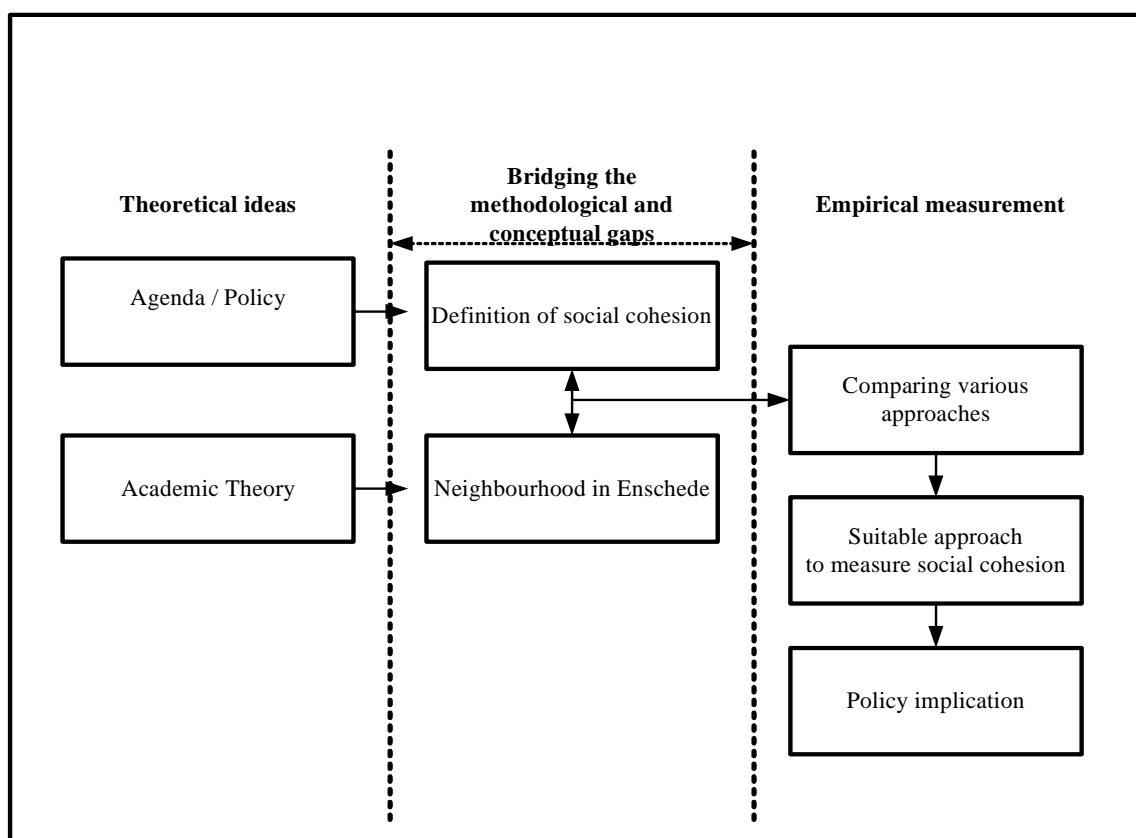 Theoretical ideas
Bridging the
methodological and
conceptual gaps
Empirical measurement
Agenda / Policy
Definition of social cohesion
Comparing various
approaches
Academic Theory
Neighbourhood in Enschede
Suitable approach
to measure social cohesion
Policy implication